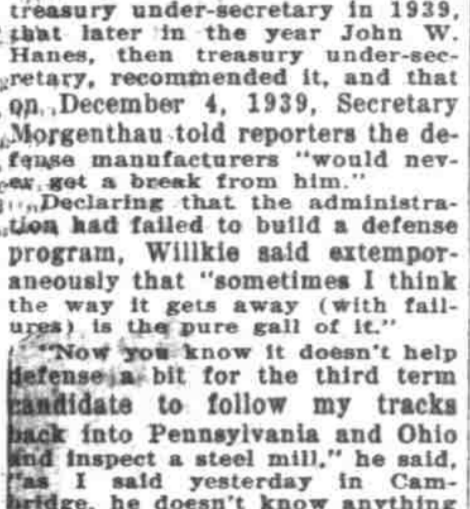 treasury under-secretary in 1939,
that later in the year John W.
Hanes, then treasury under-sec-
retary, recommended it, and that
on December 4, 1939, Secretary
Morgenthau told reporters the de-
fense manufacturers "would nev-
er get a break from him."
Declaring that the administra-
tion had failed to build a defense
program, Willkie said extempor-
aneously that "sometimes I think
the way it gets away (with fail-
ures) is the pure gall of it."
"Now you know it doesn't help
defense a bit for the third term
candidate to follow my tracks
back into Pennsylvania and Ohio
and inspect a steel mill," he said,
"as I said yesterday in Cam-
bridge, he doesn't know anything